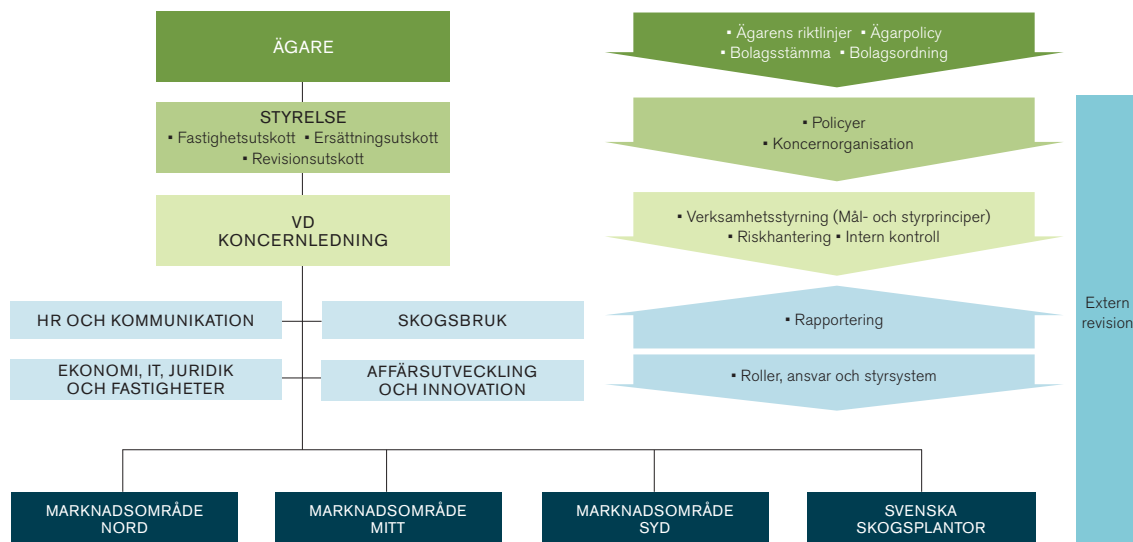 ÄGARE
▪ Ägarens riktlinjer ▪ Ägarpolicy
▪ Bolagsstämma ▪ Bolagsordning
STYRELSE
▪ Fastighetsutskott ▪ Ersättningsutskott
▪ Revisionsutskott
▪ Policyer
▪ Koncernorganisation
VD
KONCERNLEDNING
▪ Verksamhetsstyrning (Mål- och styrprinciper)
▪ Riskhantering ▪ Intern kontroll
HR OCH KOMMUNIKATION
SKOGSBRUK
▪ Rapportering
Extern
revision
EKONOMI, IT, JURIDIK
OCH FASTIGHETER
AFFÄRSUTVECKLING
OCH INNOVATION
▪ Roller, ansvar och styrsystem
MARKNADSOMRÅDE
NORD
MARKNADSOMRÅDE
MITT
MARKNADSOMRÅDE
SYD
SVENSKA
SKOGSPLANTOR